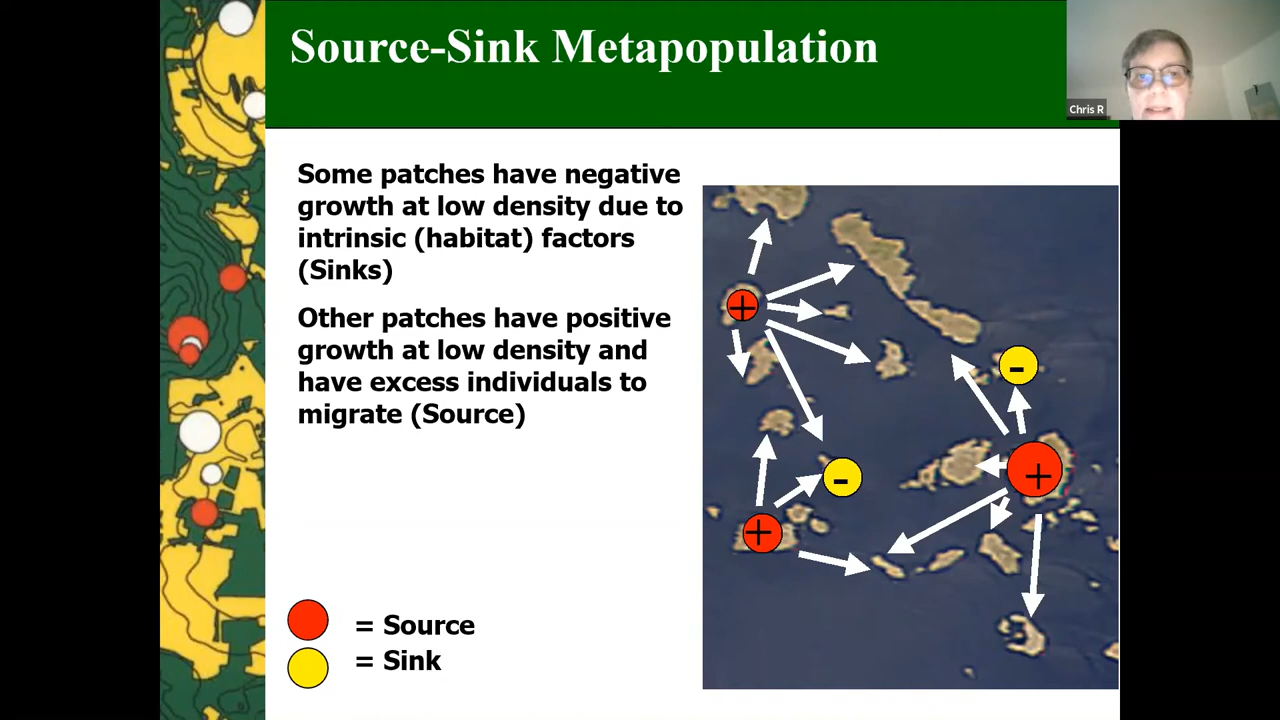 Source-Sink Metapopulation
Chris R
Some patches have negative
growth at low density due to
intrinsic (habitat) factors
(Sinks)
Other patches have positive
growth at low density and
have excess individuals to
migrate (Source)
+
-
+
-
+
= Source
= Sink